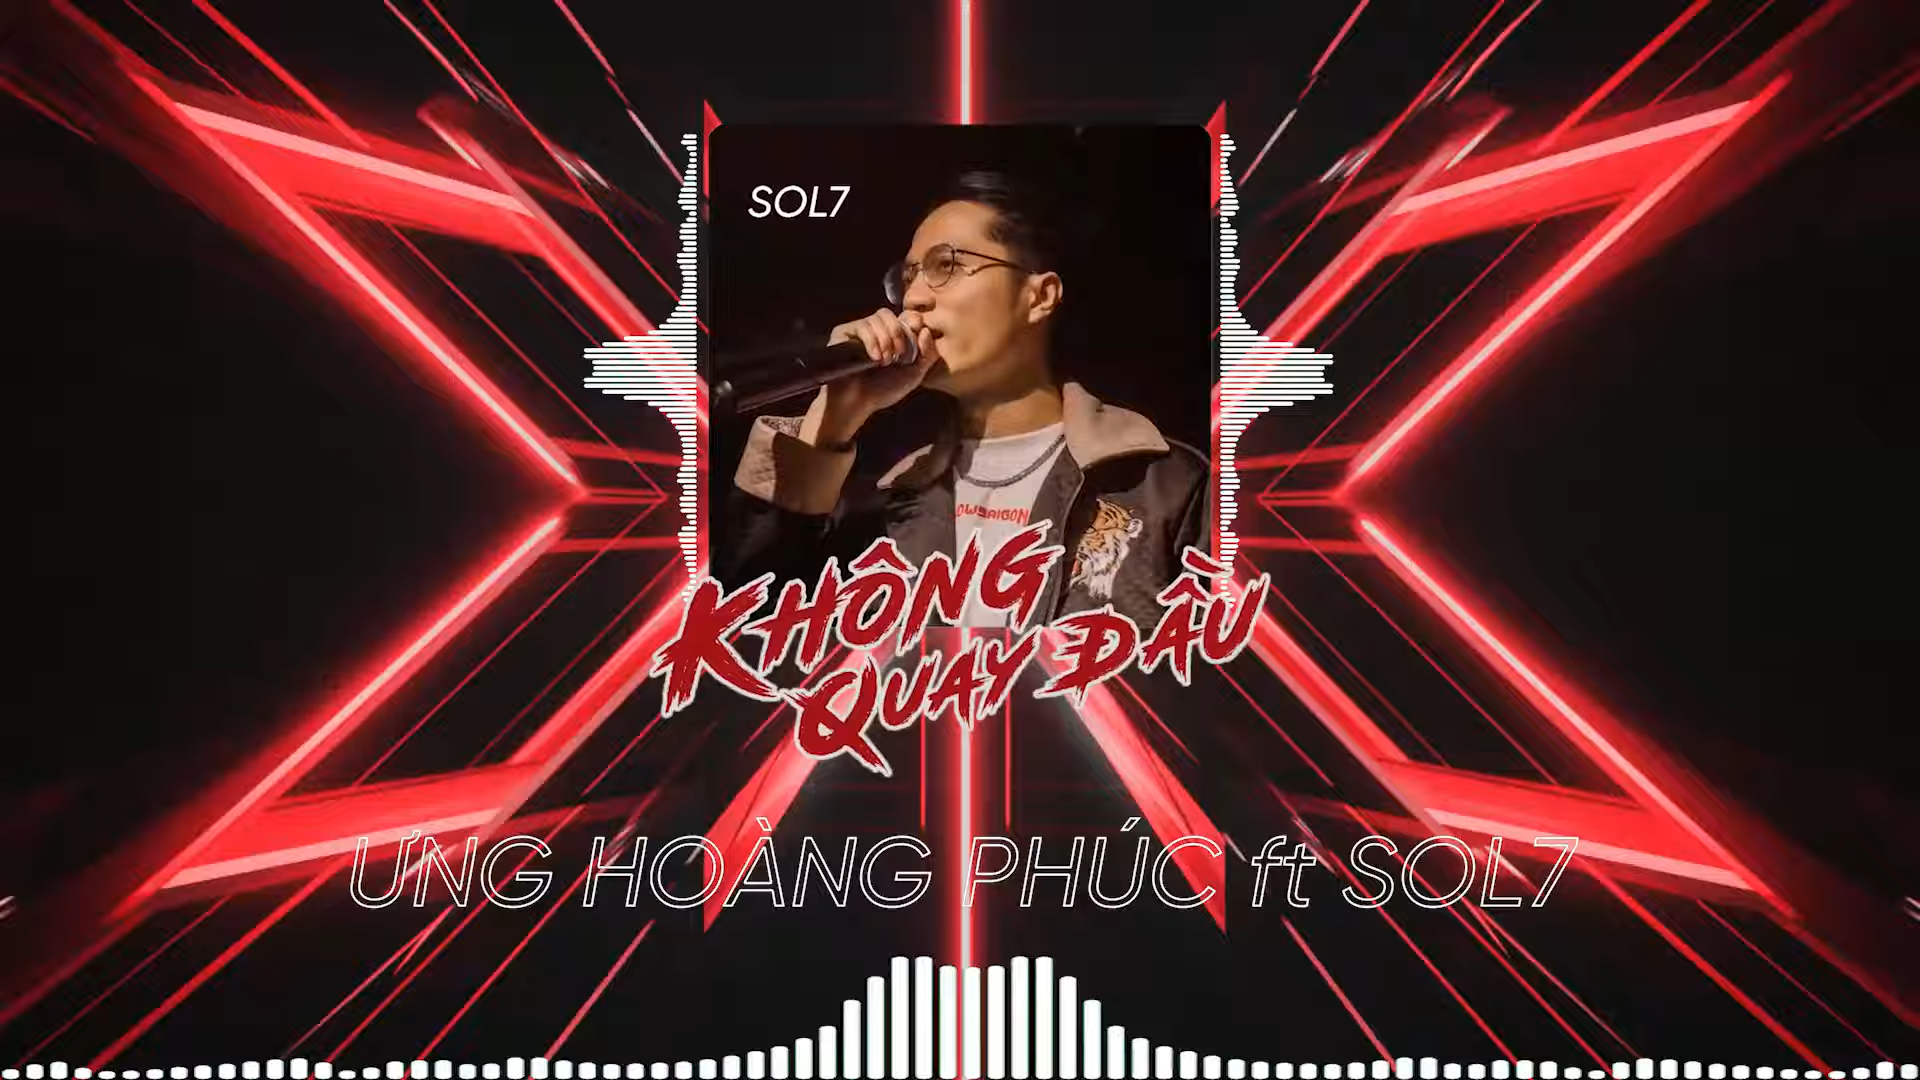 SOL7
KHÔNG
QUAY ĐẦU
ƯNG HOÀNG PHÚC ft SOL7